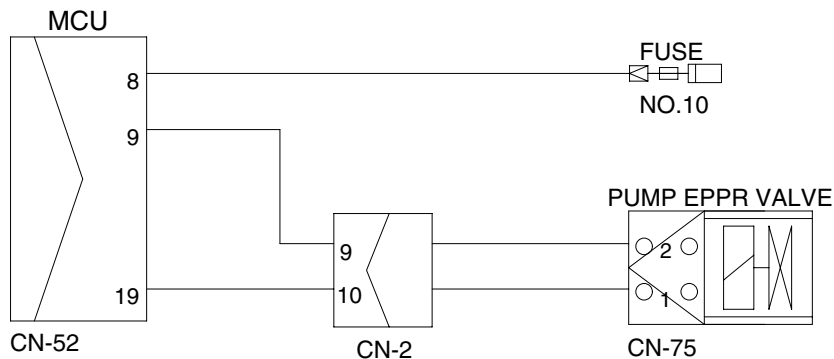 MCU
FUSE
8
NO.10
9
PUMP EPPR VALVE
9
2
19
10
1
CN-52
CN-2
CN-75